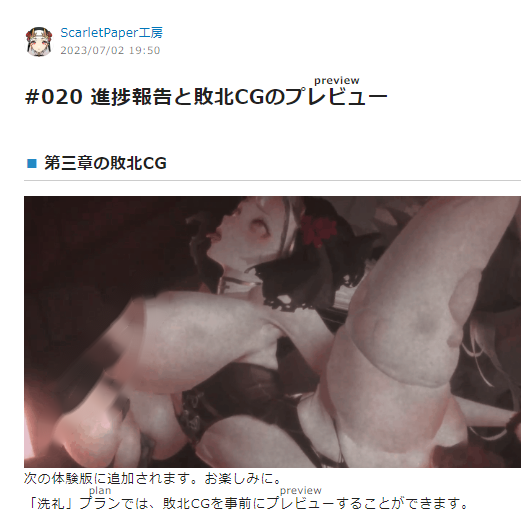 ScarletPaper工房
2023/07/02 19:50
preview
#020 進捗報告と敗北CGのプレビュー
第三章の敗北CG
次の体験版に追加されます。お楽しみに。
plan preview
「洗礼」プランでは、敗北CGを事前にプレビューすることができます。